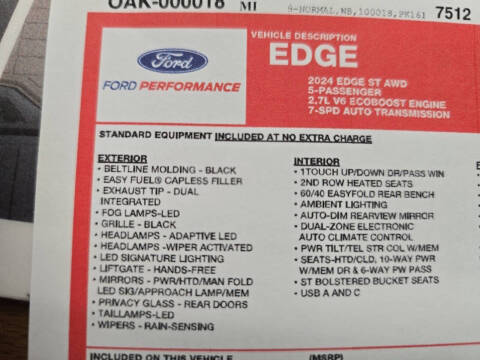 OAK-000018 MI 9-NORMAL,NB,100018,PK161 7512
VEHICLE DESCRIPTION
EDGE
Ford
FORD PERFORMANCE
2024 EDGE ST AWD
5-PASSENGER
2.7L V6 ECOBOOST ENGINE
7-SPD AUTO TRANSMISSION
STANDARD EQUIPMENT INCLUDED AT NO EXTRA CHARGE
EXTERIOR
• BELTLINE MOLDING - BLACK
• EASY FUEL® CAPLESS FILLER
• EXHAUST TIP - DUAL
INTEGRATED
• FOG LAMPS-LED
• GRILLE - BLACK
• HEADLAMPS - ADAPTIVE LED
• HEADLAMPS -WIPER ACTIVATED
• LED SIGNATURE LIGHTING
• LIFTGATE - HANDS-FREE
• MIRRORS - PWR/HTD/MAN FOLD
LED SIG/APPROACH LAMP/MEM
• PRIVACY GLASS - REAR DOORS
• TAILLAMPS-LED
• WIPERS - RAIN-SENSING
INTERIOR
• 1TOUCH UP/DOWN DR/PASS WIN
• 2ND ROW HEATED SEATS
• 60/40 EASYFOLD REAR BENCH
• AMBIENT LIGHTING
• AUTO-DIM REARVIEW MIRROR
• DUAL-ZONE ELECTRONIC
AUTO CLIMATE CONTROL
• PWR TILT/TEL STR COL W/MEM
• SEATS-HTD/CLD, 10-WAY PWR
W/MEM DR & 6-WAY PW PASS
• ST BOLSTERED BUCKET SEATS
• USB A AND C
INCLUDED ON THIS VEHICLE (MSRP)